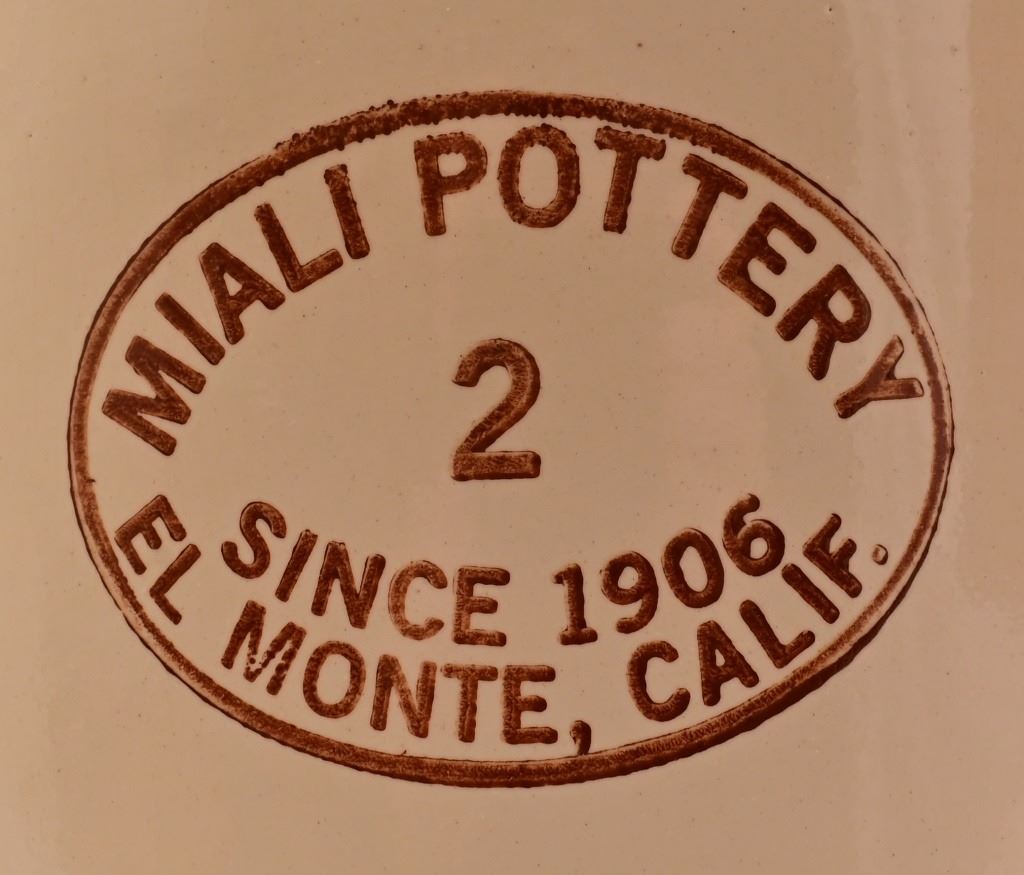 MIALI POTTERY
2
SINCE 1906
EL MONTE, CALIF.